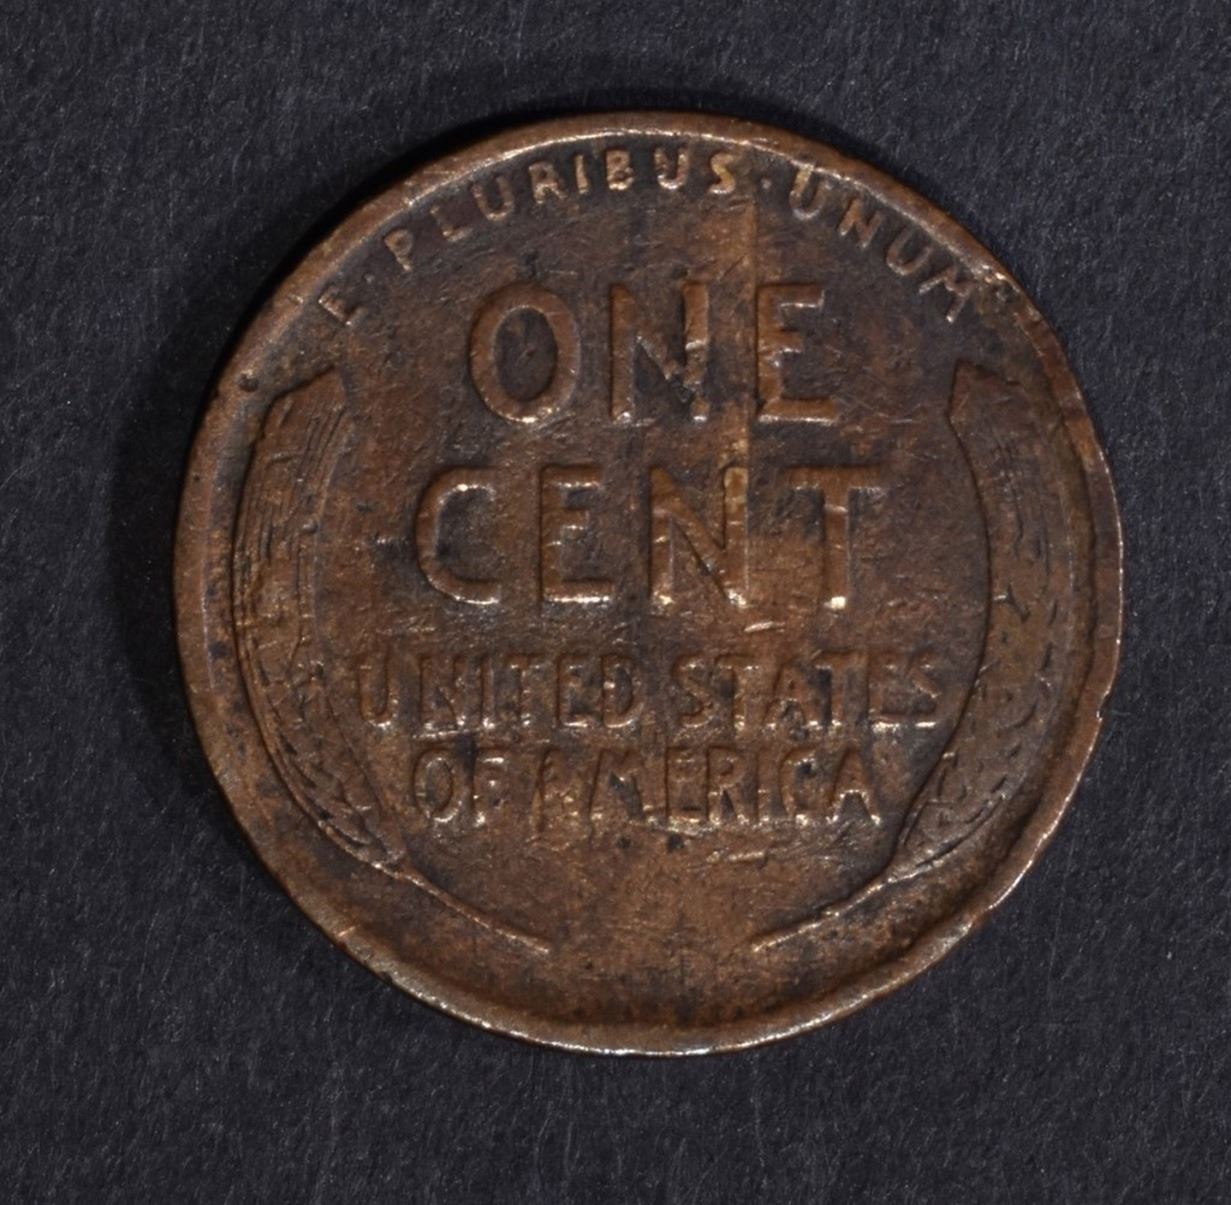 E·PLURIBUS·UNUM
ONE
CENT
UNITED STATES
OF AMERICA